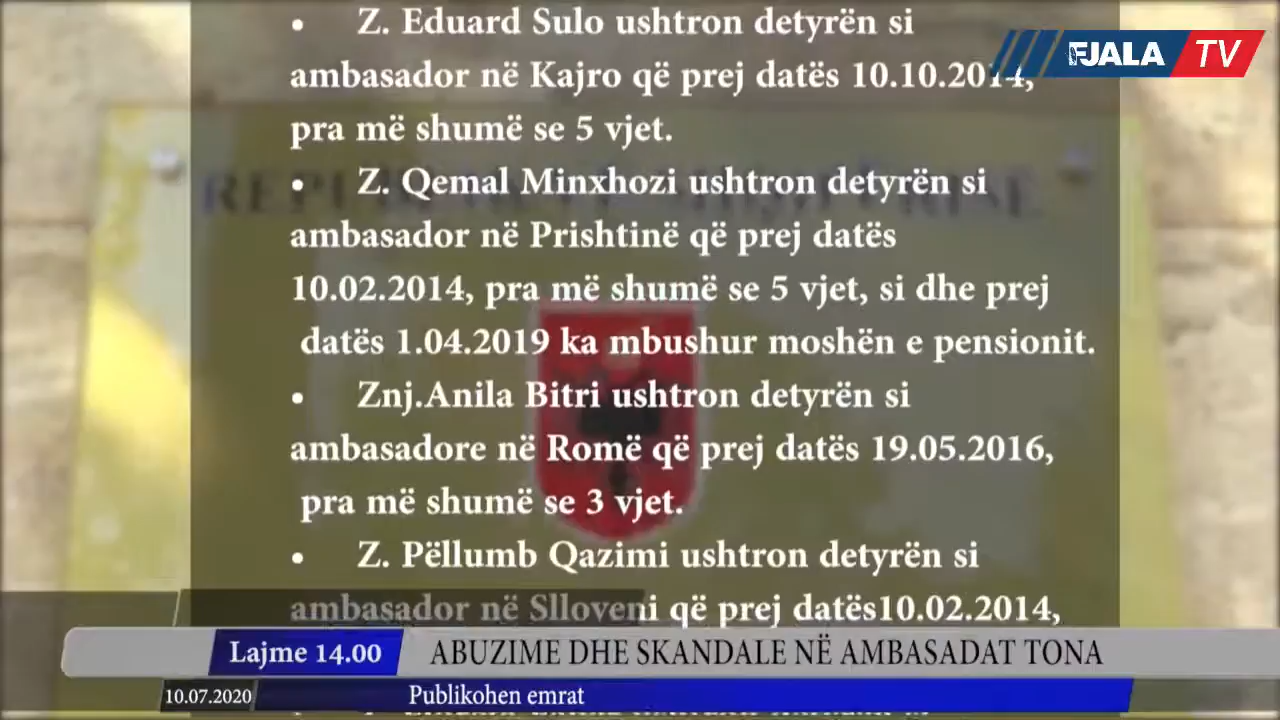 • Z. Eduard Sulo ushtron detyrën si
ambasador në Kajro që prej datës 10.10.2014,
pra më shumë se 5 vjet.
• Z. Qemal Minxhozi ushtron detyrën si
ambasador në Prishtinë që prej datës
10.02.2014, pra më shumë se 5 vjet, si dhe prej
datës 1.04.2019 ka mbushur moshën e pensionit.
• Znj.Anila Bitri ushtron detyrën si
ambasadore në Romë që prej datës 19.05.2016,
pra më shumë se 3 vjet.
• Z. Pëllumb Qazimi ushtron detyrën si
ambasador në Slloveni që prej datës10.02.2014,
FJALA TV
Lajme 14.00
ABUZIME DHE SKANDALE NË AMBASADAT TONA
10.07.2020
Publikohen emrat